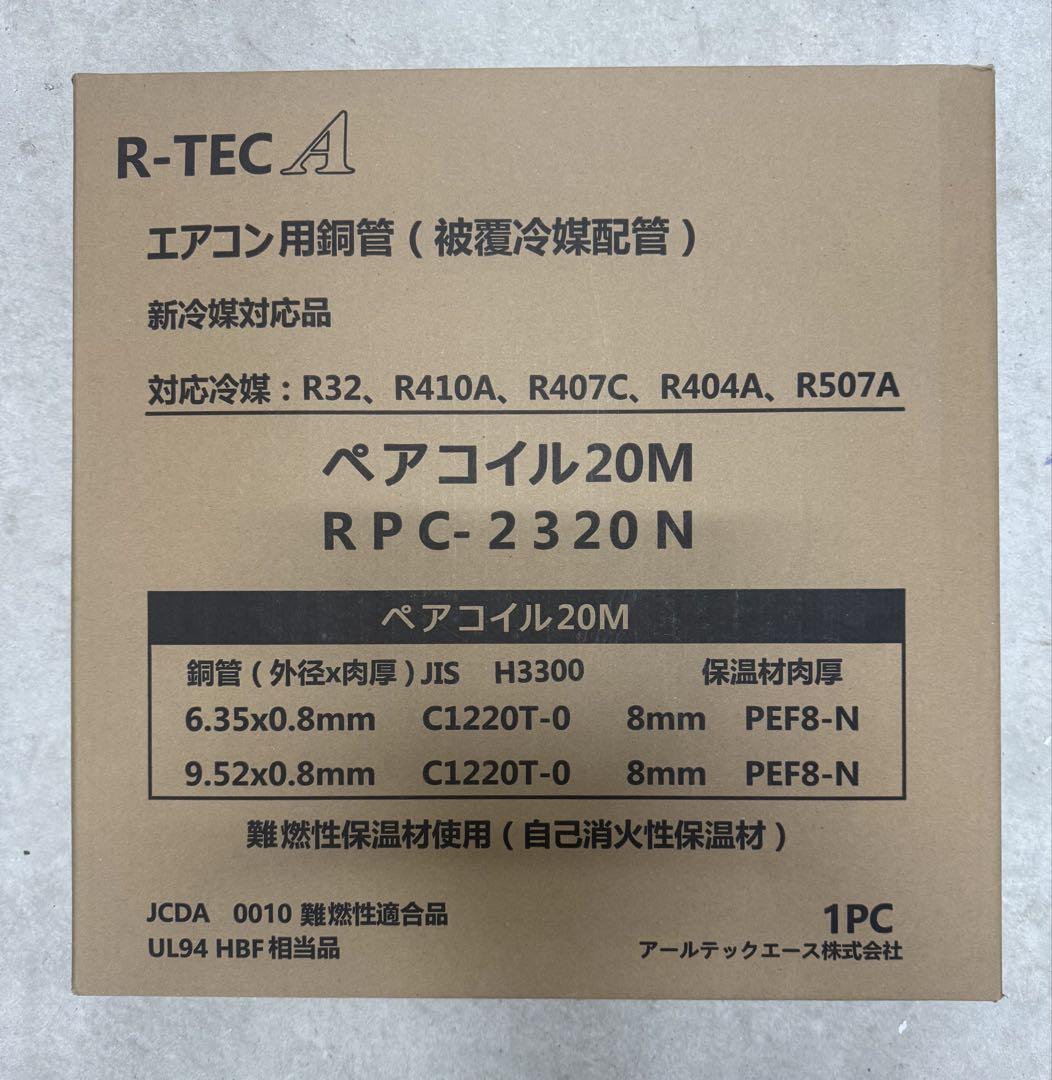 R-TEC A
エアコン用銅管(被覆冷媒配管)
新冷媒対応品
対応冷媒:R32、R410A、R407C、R404A、R507A
ペアコイル20M
RPC-2320N
ペアコイル20M
銅管(外径x肉厚)JIS H3300 保温材肉厚
6.35x0.8mm C1220T-0 8mm PEF8-N
9.52x0.8mm C1220T-0 8mm PEF8-N
難燃性保温材使用(自己消火性保温材)
JCDA 0010 難燃性適合品
UL94 HBF相当品
1PC
アールテックエース株式会社